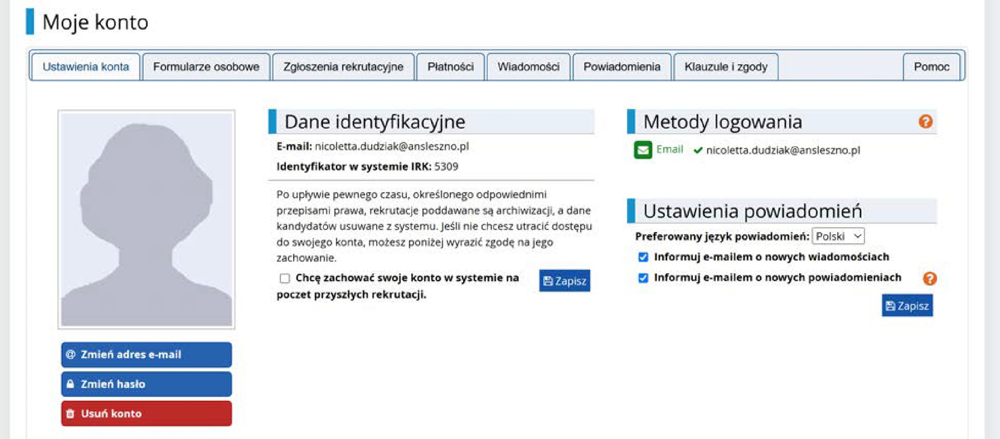 Moje konto
Ustawienia konta
Formularze osobowe
Zgłoszenia rekrutacyjne
Płatności
Wiadomości
Powiadomienia
Klauzule i zgody
Pomoc
Dane identyfikacyjne
E-mail: nicoletta.dudziak@ansleszno.pl
Identyfikator w systemie IRK: 5309
Po upływie pewnego czasu, określonego odpowiednimi
przepisami prawa, rekrutacje poddawane są archiwizacji, a dane
kandydatów usuwane z systemu. Jeśli nie chcesz utracić dostępu
do swojego konta, możesz poniżej wyrazić zgodę na jego
zachowanie.
Chcę zachować swoje konto w systemie na
poczet przyszłych rekrutacji.
Zapisz
Metody logowania
Email nicoletta.dudziak@ansleszno.pl
Ustawienia powiadomień
Preferowany język powiadomień: Polski
Informuj e-mailem o nowych wiadomościach
Informuj e-mailem o nowych powiadomieniach
Zapisz
Zmień adres e-mail
Zmień hasło
Usuń konto